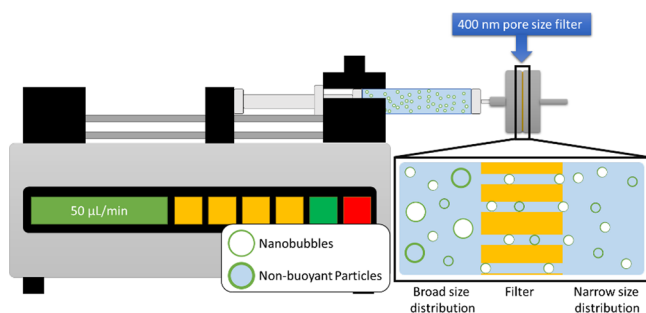 400 nm pore size filter
50 µL/min
Nanobubbles
Non-buoyant Particles
Broad size
distribution
Filter
Narrow size
distribution